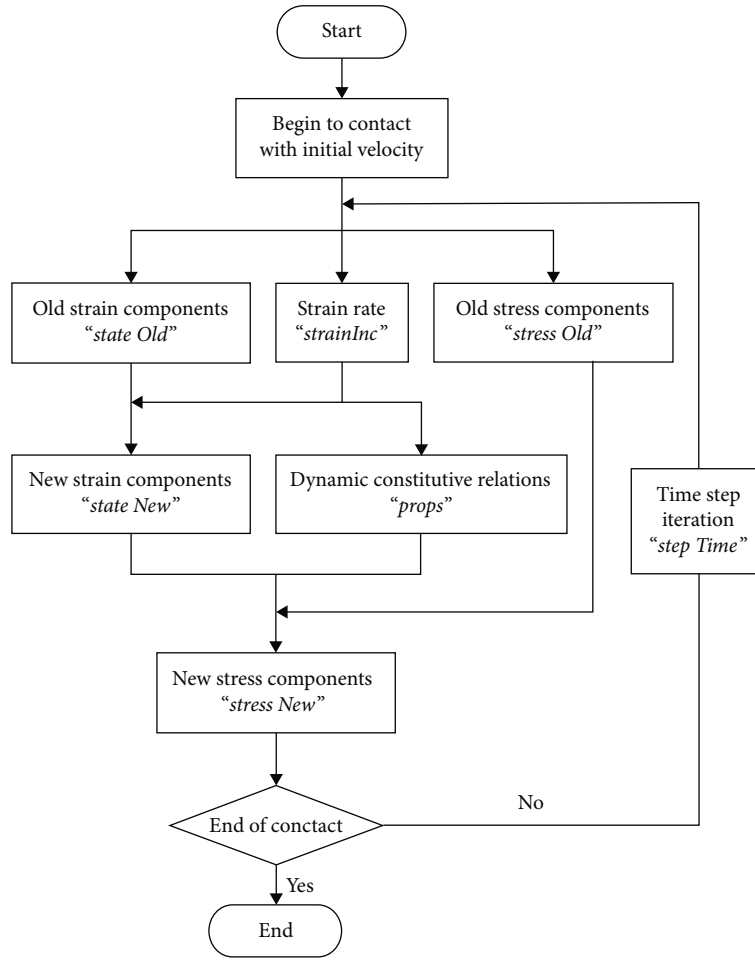 Start
Begin to contact
with initial velocity
Old strain components
“state Old”
Strain rate
“strainInc”
Old stress components
“stress Old”
New strain components
“state New”
Dynamic constitutive relations
“props”
Time step
iteration
“step Time”
New stress components
“stress New”
End of conctact
No
Yes
End